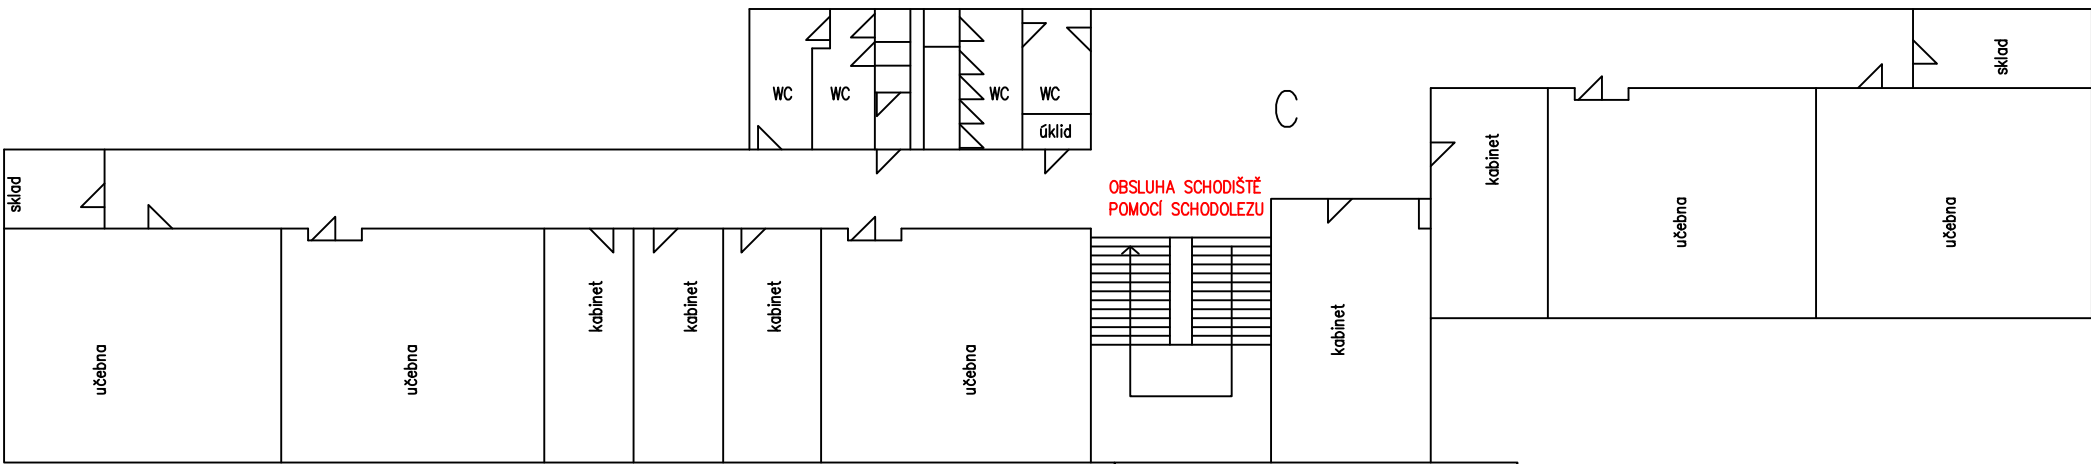 WC
WC
WC
WC
úklid
C
sklad
kabinet
učebna
učebna
OBSLUHA SCHODIŠTĚ
POMOCÍ SCHODOLEZU
sklad
učebna
učebna
kabinet
kabinet
kabinet
učebna
kabinet